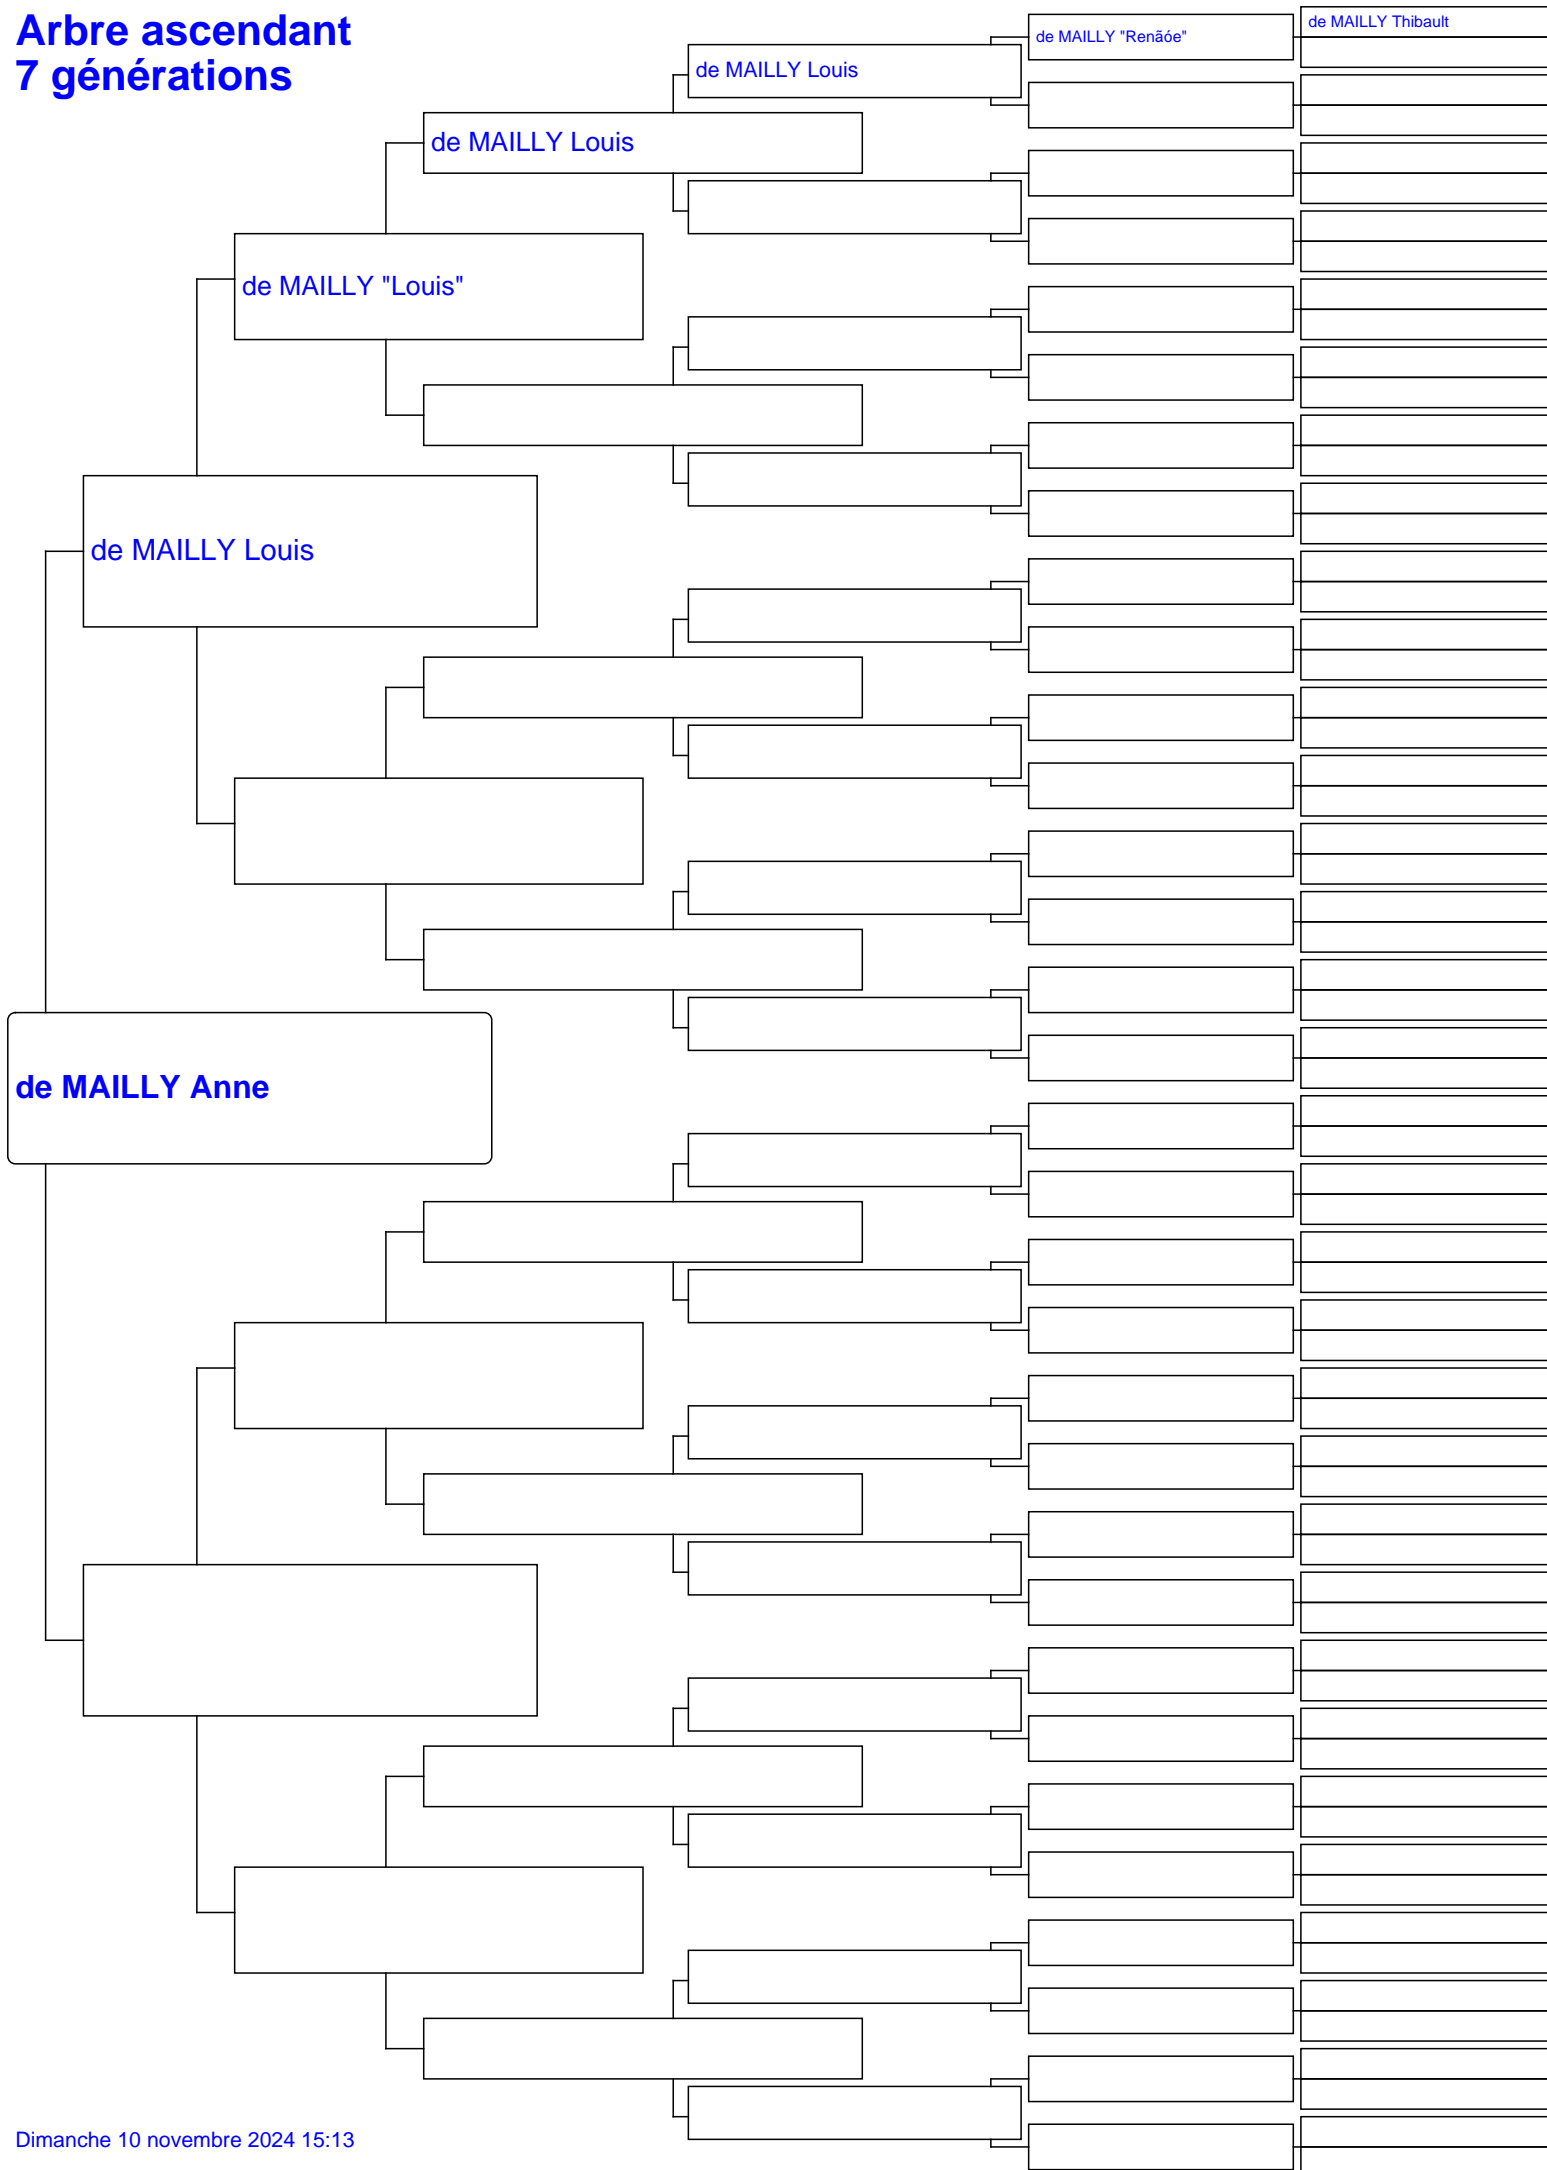 Arbre ascendant
7 générations
de MAILLY Thibault
de MAILLY "Renãóe"
de MAILLY Louis
de MAILLY Louis
de MAILLY "Louis"
de MAILLY Louis
de MAILLY Anne
Dimanche 10 novembre 2024 15:13